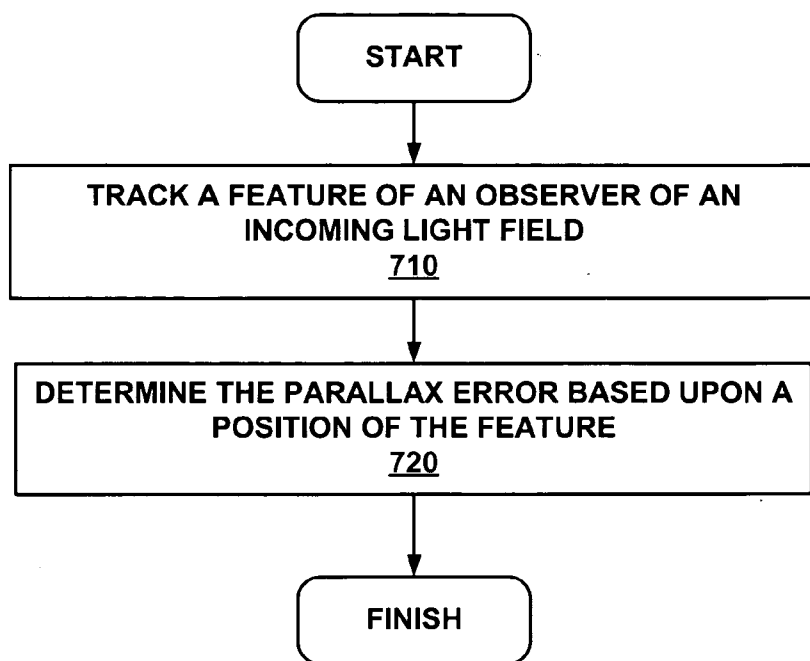 START
TRACK A FEATURE OF AN OBSERVER OF AN
INCOMING LIGHT FIELD
710
DETERMINE THE PARALLAX ERROR BASED UPON A
POSITION OF THE FEATURE
720
FINISH